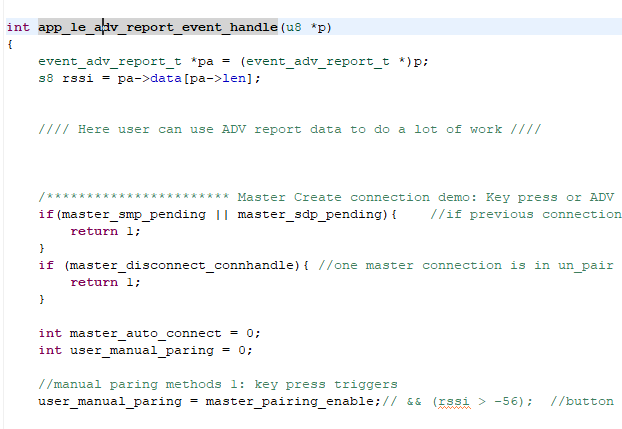 int app_le_adv_report_event_handle(u8 *p)
{
event_adv_report_t *pa = (event_adv_report_t *)p;
s8 rssi = pa->data[pa->len];
//// Here user can use ADV report data to do a lot of work ////
/*********************** Master Create connection demo: Key press or ADV
if(master_smp_pending || master_sdp_pending){ //if previous connection
return 1;
}
if (master_disconnect_connhandle){ //one master connection is in un_pair
return 1;
}
int master_auto_connect = 0;
int user_manual_paring = 0;
//manual paring methods 1: key press triggers
user_manual_paring = master_pairing_enable;// && (rssi > -56); //button